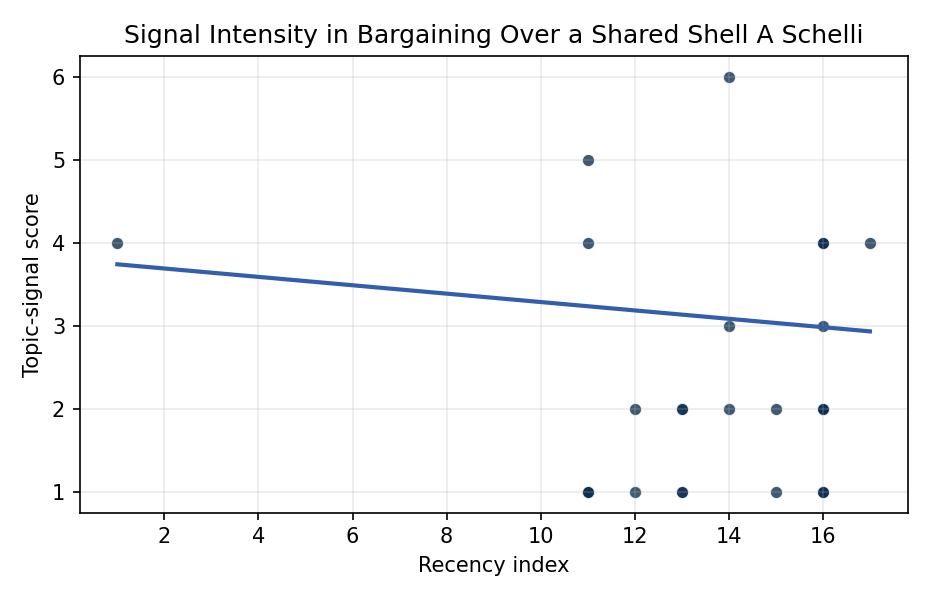 Signal Intensity in Bargaining Over a Shared Shell A Schelli
Topic-signal score
6
5
4
3
2
1
2 4 6 8 10 12 14 16
Recency index